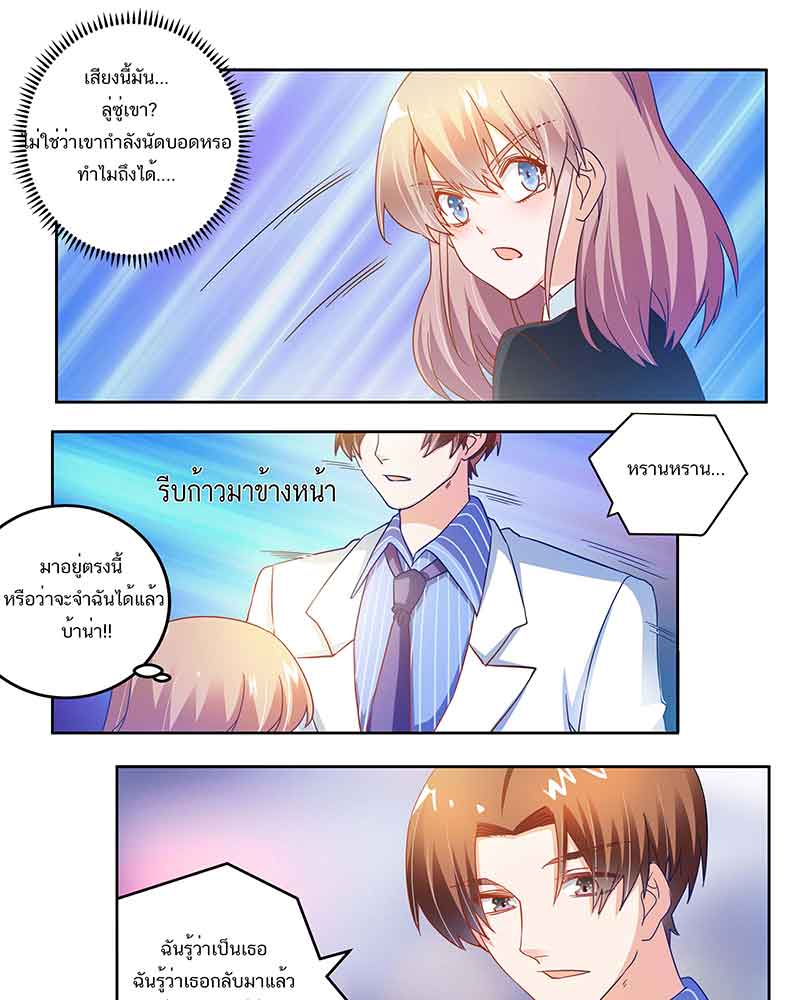 เสียงนี้มัน...
ลู่ซู่เขา?
ไม่ใช่ว่าเขากำลังนัดบอดหรอ
ทำไมถึงได้....
หรานหราน...
รีบก้าวมาข้างหน้า
มาอยู่ตรงนี้
หรือว่าจะจำฉันได้แล้ว
บ้าน่า!!
ฉันรู้ว่าเป็นเธอ
ฉันรู้ว่าเธอกลับมาแล้ว